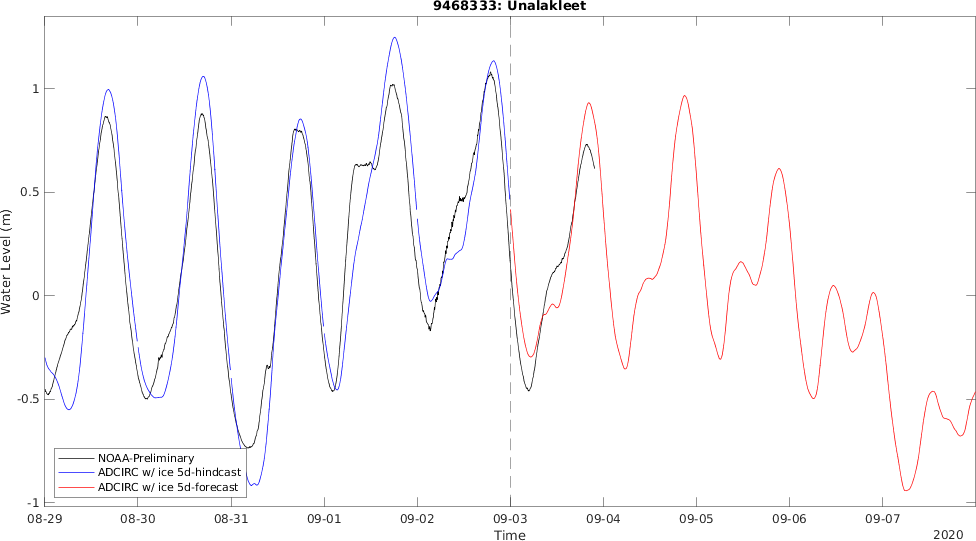 9468333: Unalakleet
Water Level (m)
1
0.5
0
-0.5
-1
NOAA-Preliminary
ADCIRC w/ ice 5d-hindcast
ADCIRC w/ ice 5d-forecast
08-29 08-30 08-31 09-01 09-02 09-03 09-04 09-05 09-06 09-07
Time
2020